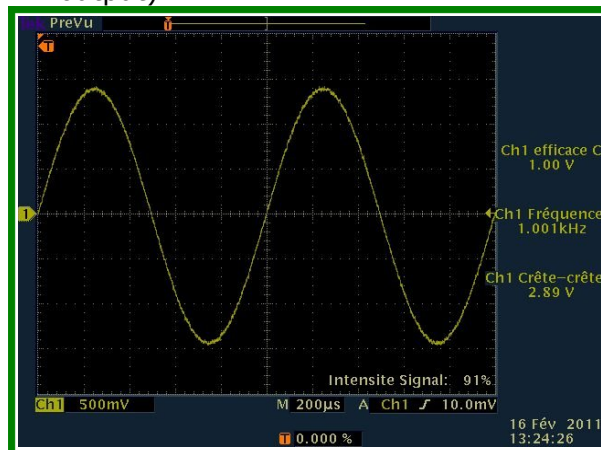 PreVu
T
T
Ch1 efficace C
1.00 V
1
Ch1 Fréquence
1.001kHz
Ch1 Crête-crête
2.89 V
Intensite Signal: 91%
Ch1 500mV M 200µs A Ch1 10.0mV
16 Fév 2011
T 0.000 % 13:24:26